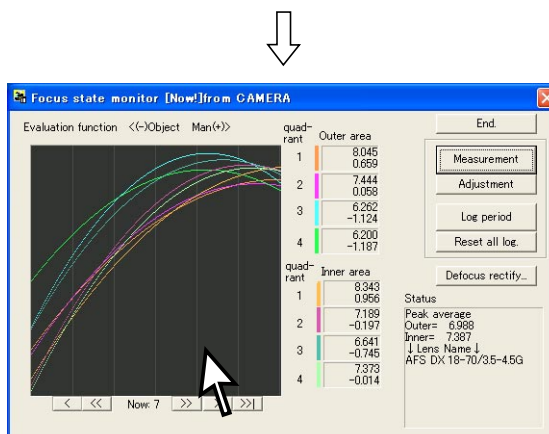 Focus state monitor [Now!]from CAMERA
Evaluation function <(-)Object Man(+)>
quad-
rant Outer area
1 8.045
0.659
2 7.444
0.058
3 6.262
-1.124
4 6.200
-1.187
quad-
rant Inner area
1 8.343
0.956
2 7.189
-0.197
3 6.641
-0.745
4 7.373
-0.014
< << Now: 7 >> >>|
End.
Measurement
Adjustment
Log period
Reset all log.
Defocus rectify...
Status
Peak average
Outer= 6.988
Inner= 7.387
↓ Lens Name ↓
AFS DX 18-70/3.5-4.5G